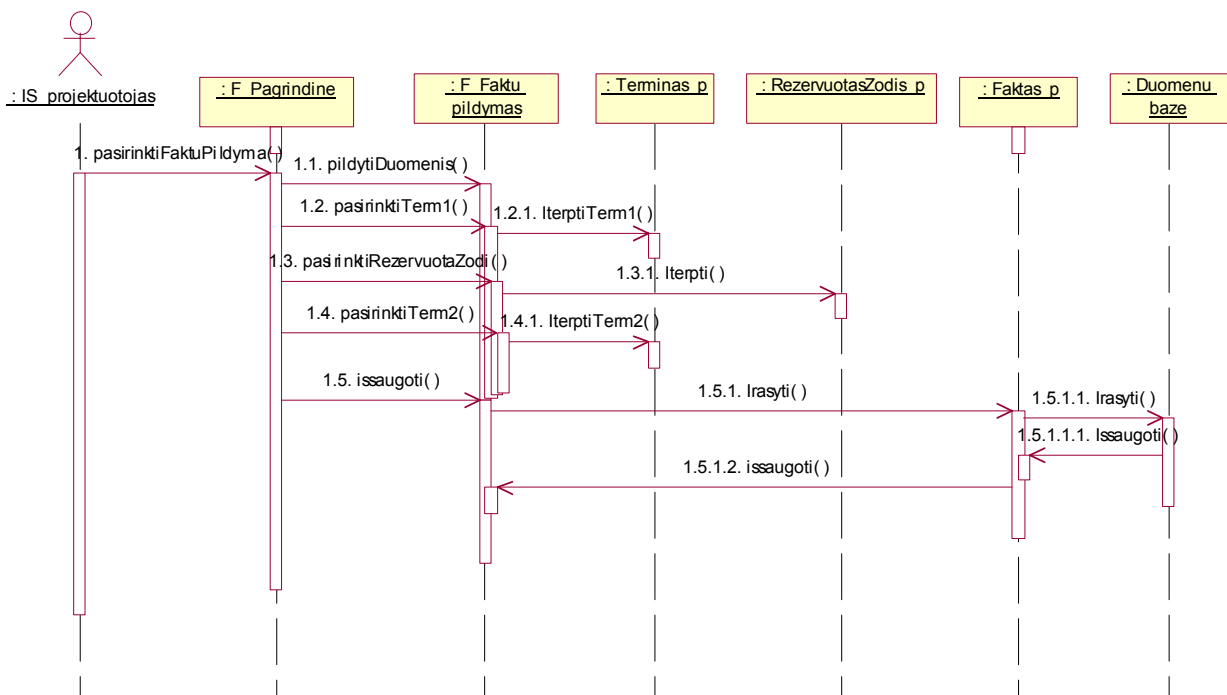 : IS_projektuotojas
: F_Pagrindine
: F_Faktu
pildymas
: Terminas_p
: RezervuotasZodis_p
: Faktas_p
: Duomenu
baze
1. pasirinktiFaktuPildyma( )
1.1. pildytiDuomenis( )
1.2. pasirinktiTerm1( )
1.2.1. IterptiTerm1( )
1.3. pasirinktiRezervuotaZodi( )
1.3.1. Iterpti( )
1.4. pasirinktiTerm2( )
1.4.1. IterptiTerm2( )
1.5. issaugoti( )
1.5.1. Irasyti( )
1.5.1.1. Irasyti( )
1.5.1.1.1. Issaugoti( )
1.5.1.2. issaugoti( )